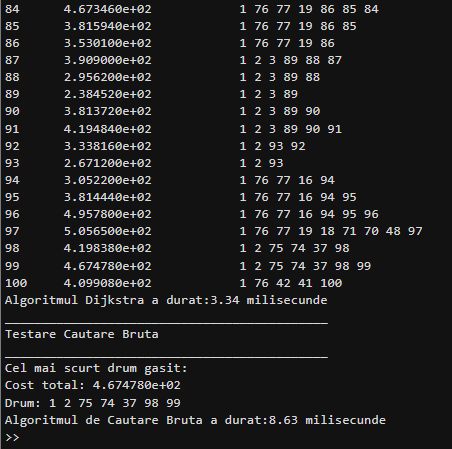 84 4.673460e+02 1 76 77 19 86 85 84
85 3.815940e+02 1 76 77 19 86 85
86 3.530100e+02 1 76 77 19 86
87 3.909000e+02 1 2 3 89 88 87
88 2.956200e+02 1 2 3 89 88
89 2.384520e+02 1 2 3 89
90 3.813720e+02 1 2 3 89 90
91 4.194840e+02 1 2 3 89 90 91
92 3.338160e+02 1 2 93 92
93 2.671200e+02 1 2 93
94 3.052200e+02 1 76 77 16 94
95 3.814440e+02 1 76 77 16 94 95
96 4.957800e+02 1 76 77 16 94 95 96
97 5.056500e+02 1 76 77 19 18 71 70 48 97
98 4.198380e+02 1 2 75 74 37 98
99 4.674780e+02 1 2 75 74 37 98 99
100 4.099080e+02 1 76 42 41 100
Algoritmul Dijkstra a durat:3.34 milisecunde
_________________________________________
Testare Cautare Bruta
_________________________________________
Cel mai scurt drum gasit:
Cost total: 4.674780e+02
Drum: 1 2 75 74 37 98 99
Algoritmul de Cautare Bruta a durat:8.63 milisecunde
>>